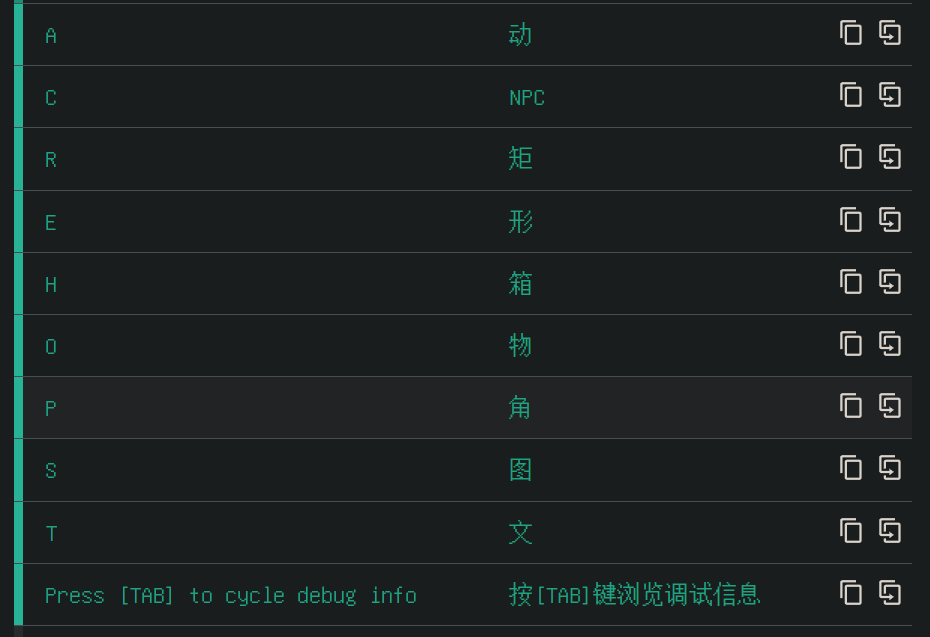 A 动
C NPC
R 矩
E 形
H 箱
O 物
P 角
S 图
T 文
Press [TAB] to cycle debug info 按[TAB]键浏览调试信息